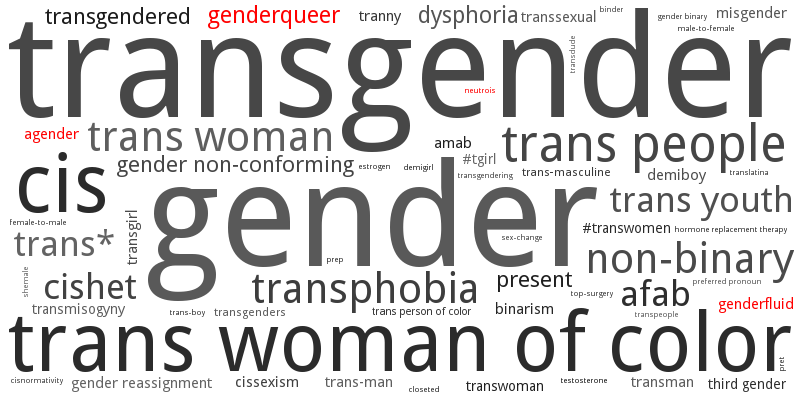 transgendered
genderqueer
tranny
dysphoria
transsexual
binder
gender binary
misgender
male-to-female
transgender
transdude
neutrois
agender
trans woman
amab
trans people
gender non-conforming
estrogen
demigirl
#tgirl
transgendering
trans-masculine
demiboy
translatina
cis
gender
trans youth
female-to-male
transgirl
#transwomen
hormone replacement therapy
trans*
sex-change
prep
non-binary
shemale
cishet
transphobia
present
preferred pronoun
afab
top-surgery
genderfluid
transmisogyny
trans-boy
transgenders
trans person of color
binarism
transpeople
trans woman of color
pret
cisnormativity
gender reassignment
cissexism
trans-man
closeted
transwoman
testosterone
transman
third gender